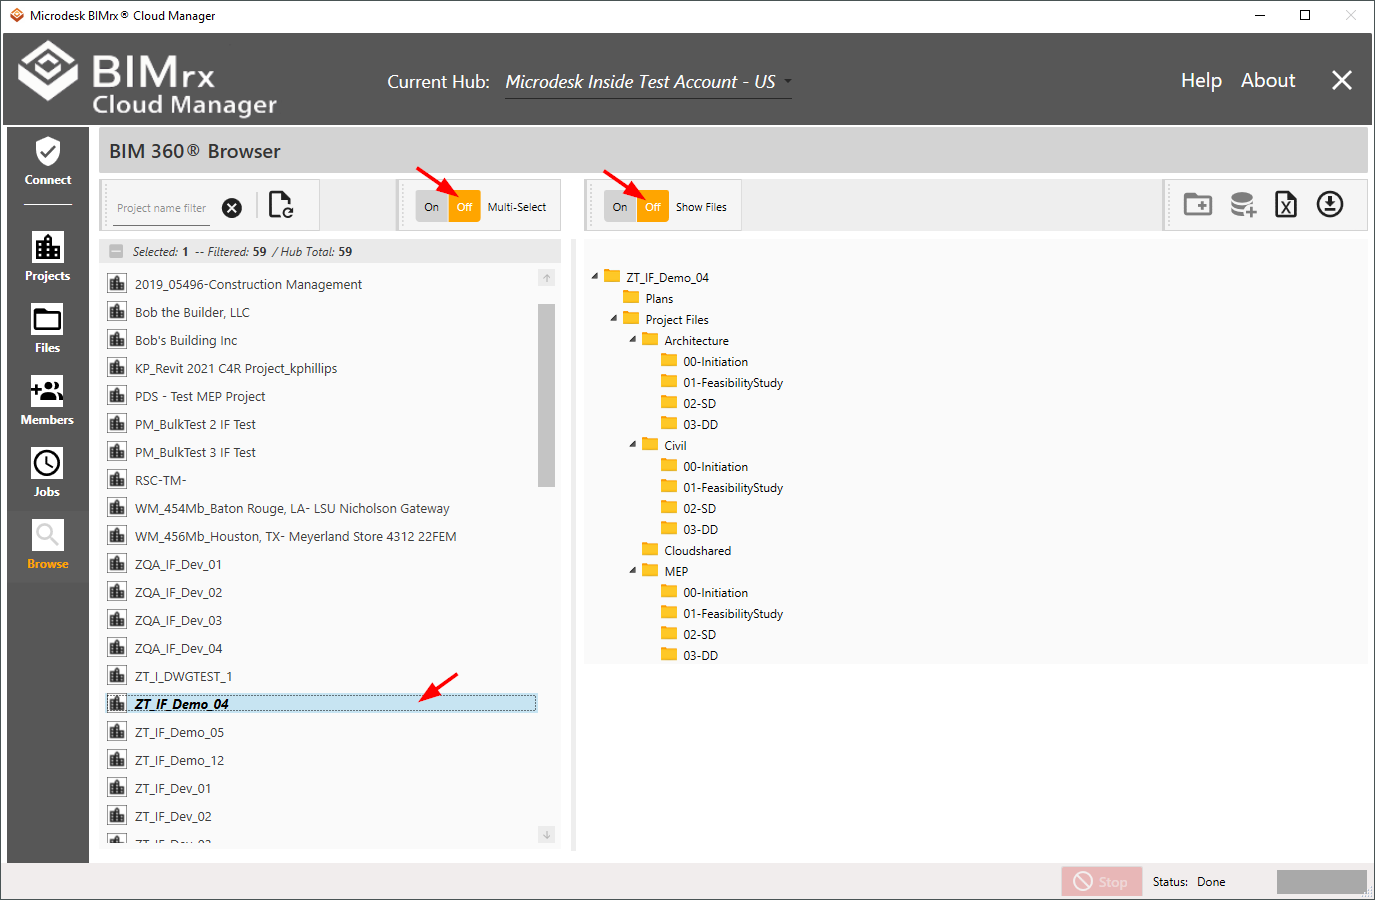 Microdesk BIMrx® Cloud Manager
BIMrx
Cloud Manager
Current Hub: Microdesk Inside Test Account - US
Help About
Connect
Projects
Files
Members
Jobs
Browse
BIM 360® Browser
Project name filter
On Off Multi-Select
On Off Show Files
Selected: 1 -- Filtered: 59 / Hub Total: 59
2019_05496-Construction Management
Bob the Builder, LLC
Bob's Building Inc
KP_Revit 2021 C4R Project_kphillips
PDS - Test MEP Project
PM_BulkTest 2 IF Test
PM_BulkTest 3 IF Test
RSC-TM-
WM_454Mb_Baton Rouge, LA- LSU Nicholson Gateway
WM_456Mb_Houston, TX- Meyerland Store 4312 22FEM
ZQA_IF_Dev_01
ZQA_IF_Dev_02
ZQA_IF_Dev_03
ZQA_IF_Dev_04
ZT_I_DWGTEST_1
ZT_IF_Demo_04
ZT_IF_Demo_05
ZT_IF_Demo_12
ZT_IF_Dev_01
ZT_IF_Dev_02
ZT_IF_Demo_04
Plans
Project Files
Architecture
00-Initiation
01-FeasibilityStudy
02-SD
03-DD
Civil
00-Initiation
01-FeasibilityStudy
02-SD
03-DD
Cloudshared
MEP
00-Initiation
01-FeasibilityStudy
02-SD
03-DD
Stop
Status: Done